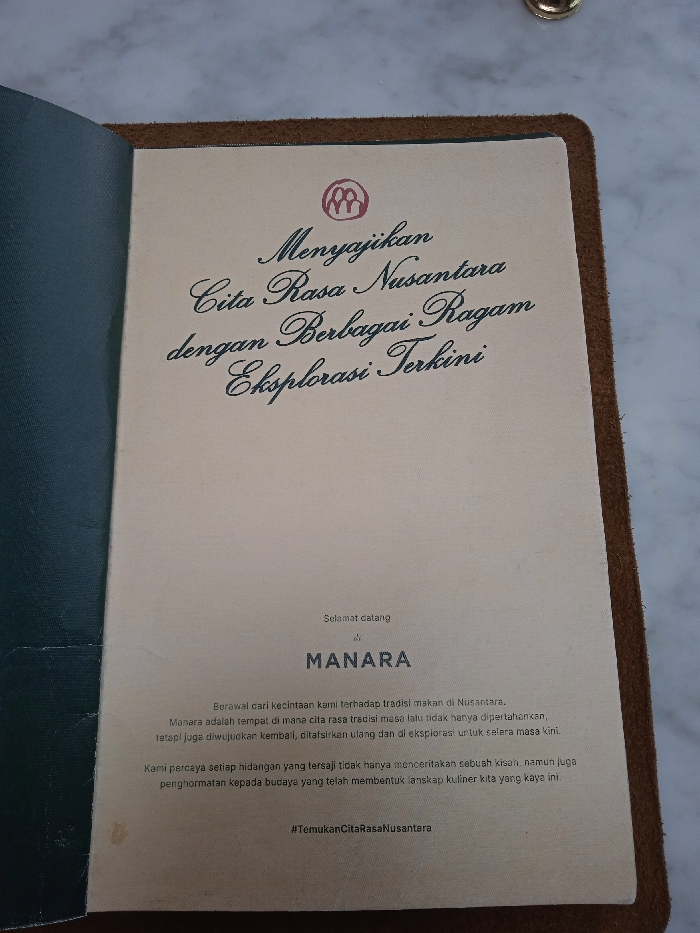 Menyajikan
Cita Rasa Nusantara
dengan Berbagai Ragam
Eksplorasi Terkini
Selamat datang
di
MANARA
Berawal dari kecintaan kami terhadap tradisi makan di Nusantara.
Manara adalah tempat di mana cita rasa tradisi masa lalu tidak hanya dipertahankan,
tetapi juga diwujudkan kembali, ditafsirkan ulang dan di eksplorasi untuk selera masa kini.
Kami percaya setiap hidangan yang tersaji tidak hanya menceritakan sebuah kisah, namun juga
penghormatan kepada budaya yang telah membentuk lanskap kuliner kita yang kaya ini.
#TemukanCitaRasaNusantara